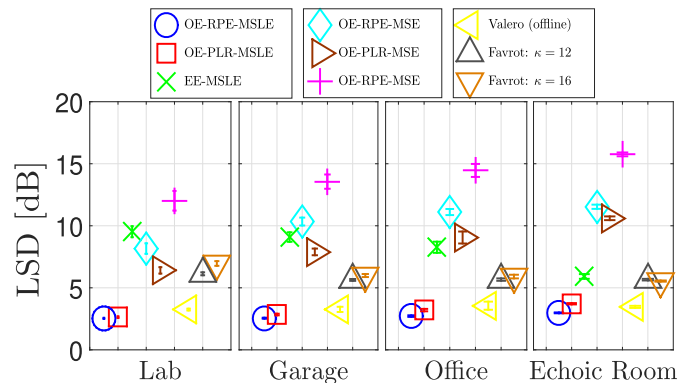 OE-RPE-MSLE
OE-PLR-MSLE
EE-MSLE
OE-RPE-MSE
OE-PLR-MSE
OE-RPE-MSE
Valero (offline)
Favrot: κ = 12
Favrot: κ = 16
20
15
10
5
0
LSD [dB]
Lab
Garage
Office
Echoic Room